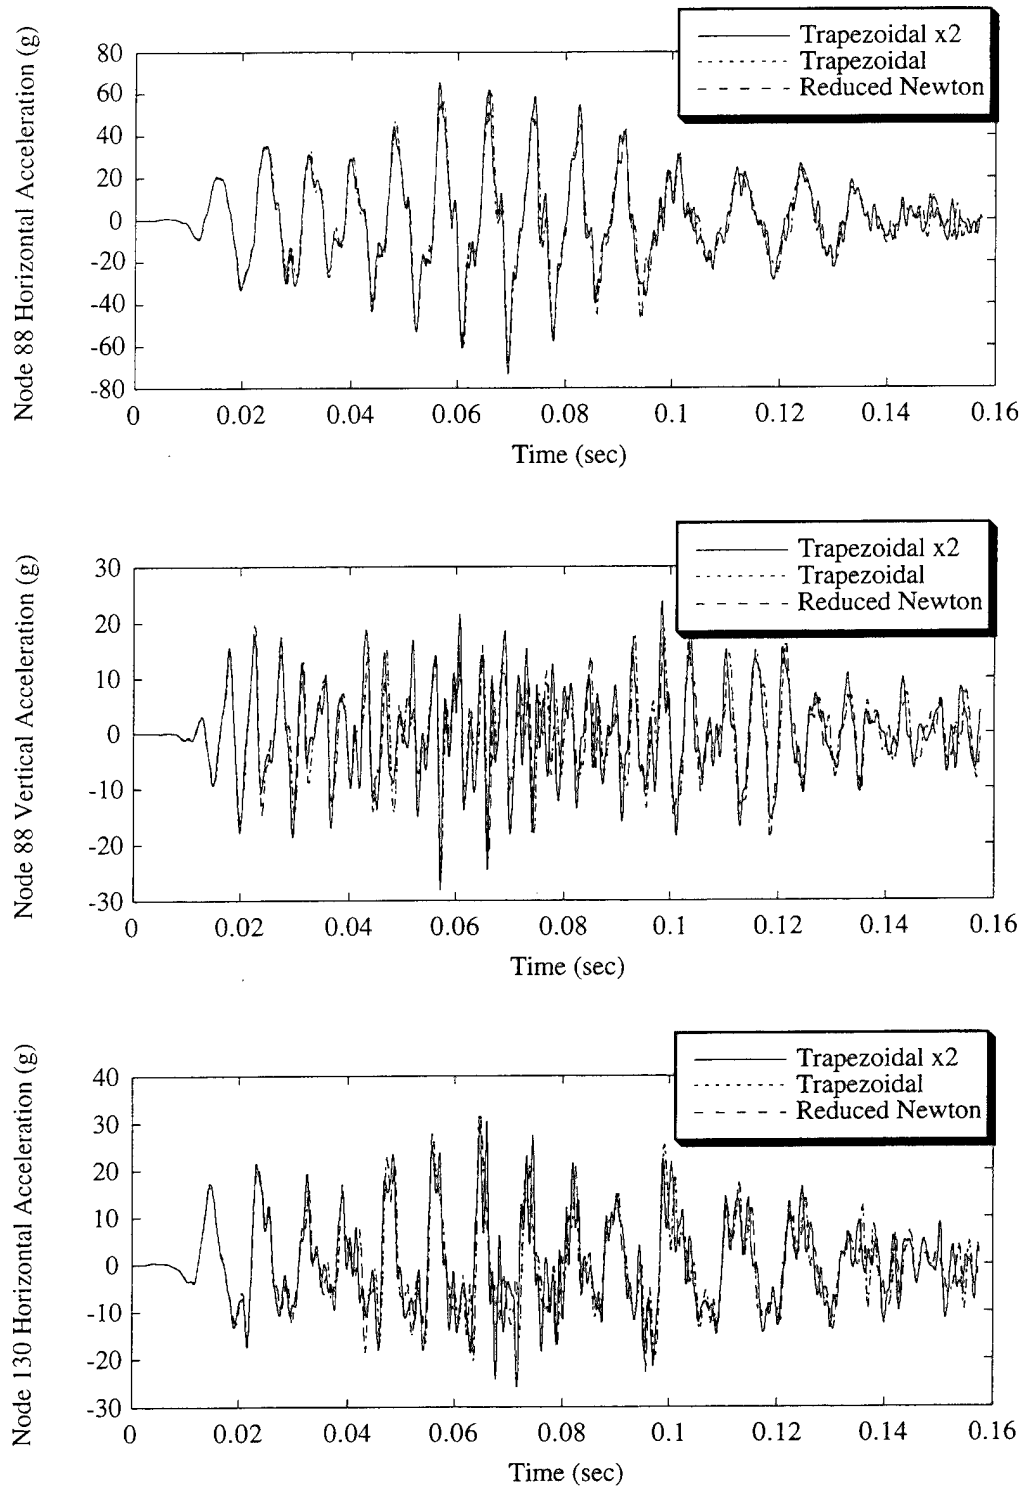 Node 88 Horizontal Acceleration (g)
Trapezoidal x2
Trapezoidal
Reduced Newton
80
60
40
20
0
-20
-40
-60
-80
0 0.02 0.04 0.06 0.08 0.1 0.12 0.14 0.16
Time (sec)
Node 88 Vertical Acceleration (g)
Trapezoidal x2
Trapezoidal
Reduced Newton
30
20
10
0
-10
-20
-30
0 0.02 0.04 0.06 0.08 0.1 0.12 0.14 0.16
Time (sec)
Node 130 Horizontal Acceleration (g)
Trapezoidal x2
Trapezoidal
Reduced Newton
40
30
20
10
0
-10
-20
-30
0 0.02 0.04 0.06 0.08 0.1 0.12 0.14 0.16
Time (sec)